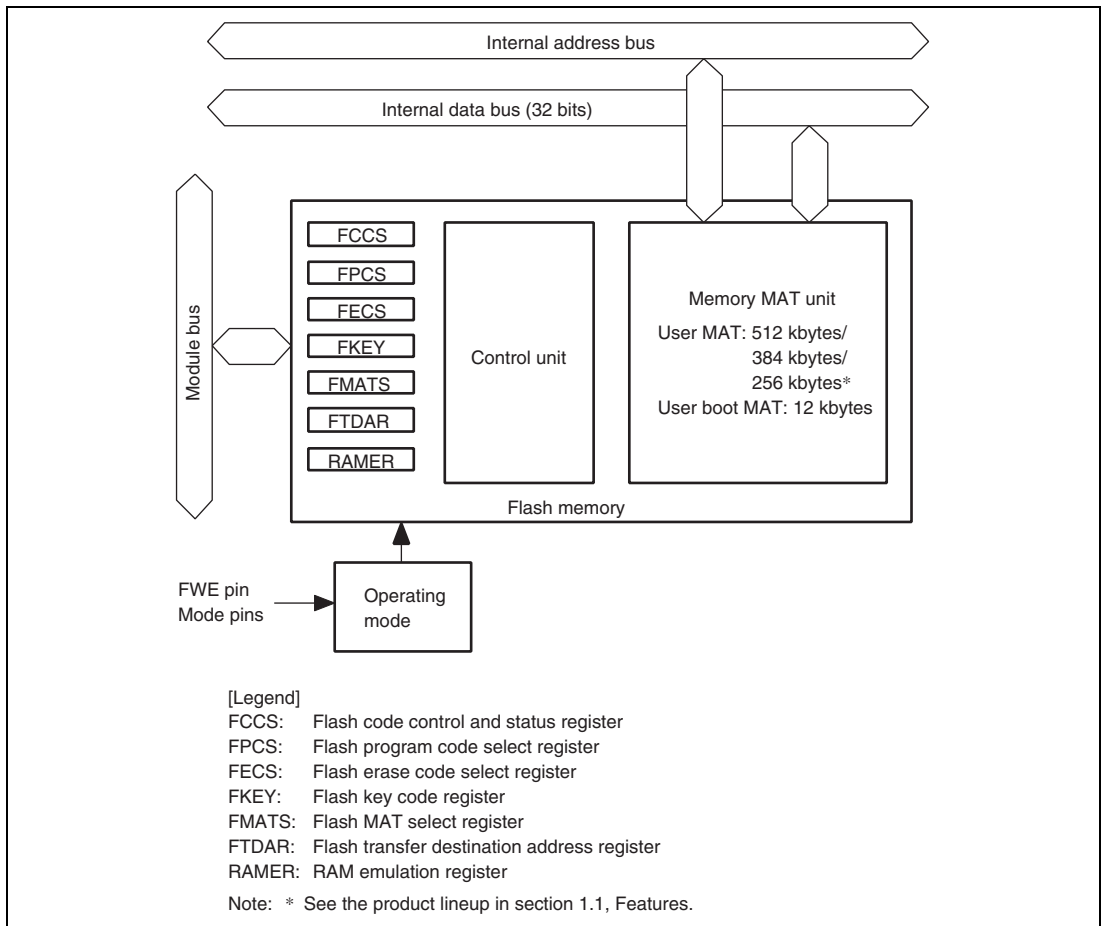 Internal address bus
Internal data bus (32 bits)
Module bus
FCCS
FPCS
FECS
FKEY
FMATS
FTDAR
RAMER
Control unit
Memory MAT unit
User MAT: 512 kbytes/
384 kbytes/
256 kbytes*
User boot MAT: 12 kbytes
Flash memory
FWE pin
Mode pins
Operating
mode
[Legend]
FCCS: Flash code control and status register
FPCS: Flash program code select register
FECS: Flash erase code select register
FKEY: Flash key code register
FMATS: Flash MAT select register
FTDAR: Flash transfer destination address register
RAMER: RAM emulation register
Note: * See the product lineup in section 1.1, Features.